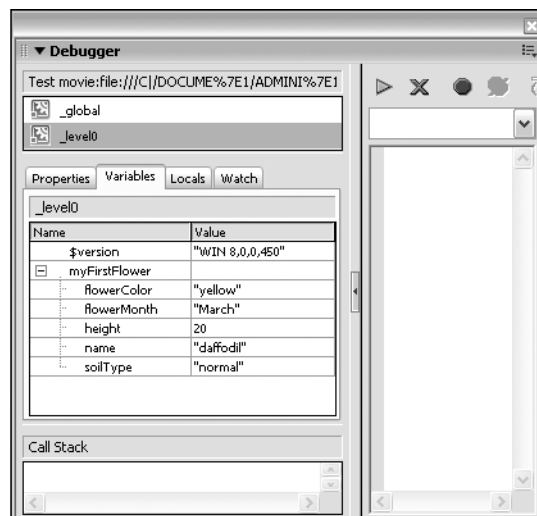 Debugger
Test movie:file:///C|/DOCUME%7E1/ADMINI%7E1
_global
_level0
Properties Variables Locals Watch
_level0
Name Value
$version "WIN 8,0,0,450"
myFirstFlower
flowerColor "yellow"
flowerMonth "March"
height 20
name "daffodil"
soilType "normal"
Call Stack